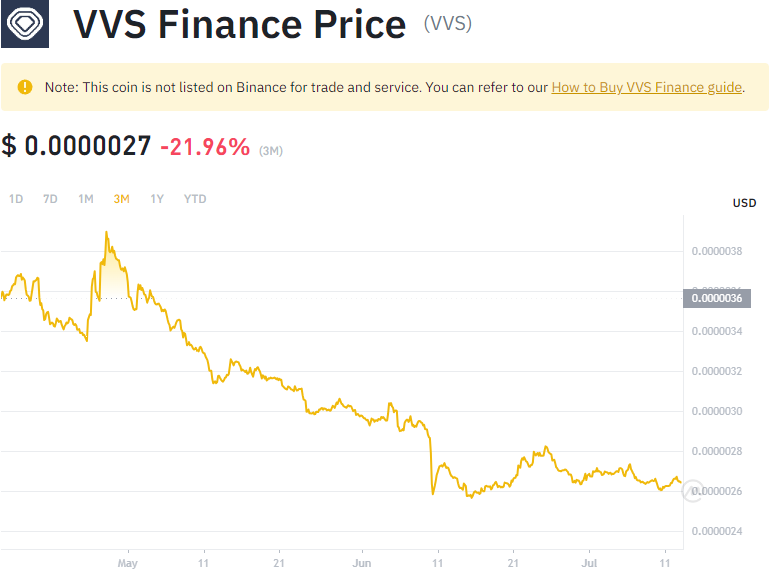 VVS Finance Price (VVS)
Note: This coin is not listed on Binance for trade and service. You can refer to our How to Buy VVS Finance guide.
$ 0.0000027 -21.96% (3M)
1D 7D 1M 3M 1Y YTD
USD
0.0000038
0.0000036
0.0000034
0.0000032
0.0000030
0.0000028
0.0000026
0.0000024
May 11 21 Jun 11 21 Jul 11